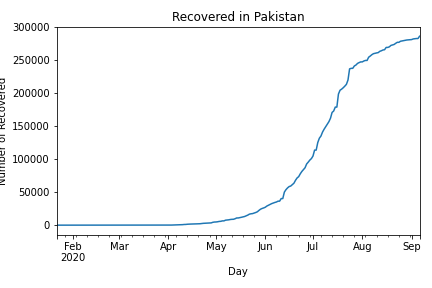 Recovered in Pakistan
300000
250000
200000
150000
100000
50000
0
Number of Recovered
Feb
2020
Mar
Apr
May
Jun
Jul
Aug
Sep
Day